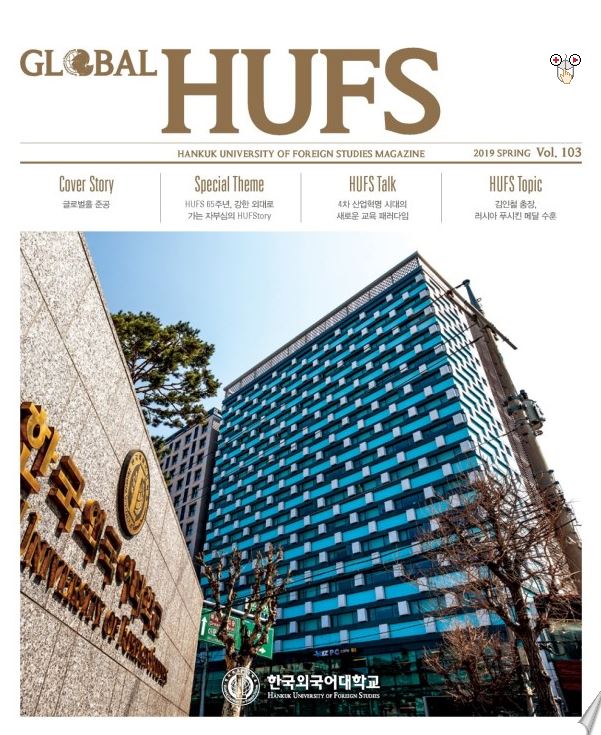 GLOBAL HUFS
HANKUK UNIVERSITY OF FOREIGN STUDIES MAGAZINE
2019 SPRING Vol. 103
Cover Story
글로벌홀 준공
Special Theme
HUFS 65주년, 강한 외대로
가는 자부심의 HUFStory
HUFS Talk
4차 산업혁명 시대의
새로운 교육 패러다임
HUFS Topic
김인철 총장,
러시아 푸시킨 메달 수훈
한국외국어대학교
UNIVERSITY OF FOREIGN STUDIES
PC
한국외국어대학교
HANKUK UNIVERSITY OF FOREIGN STUDIES